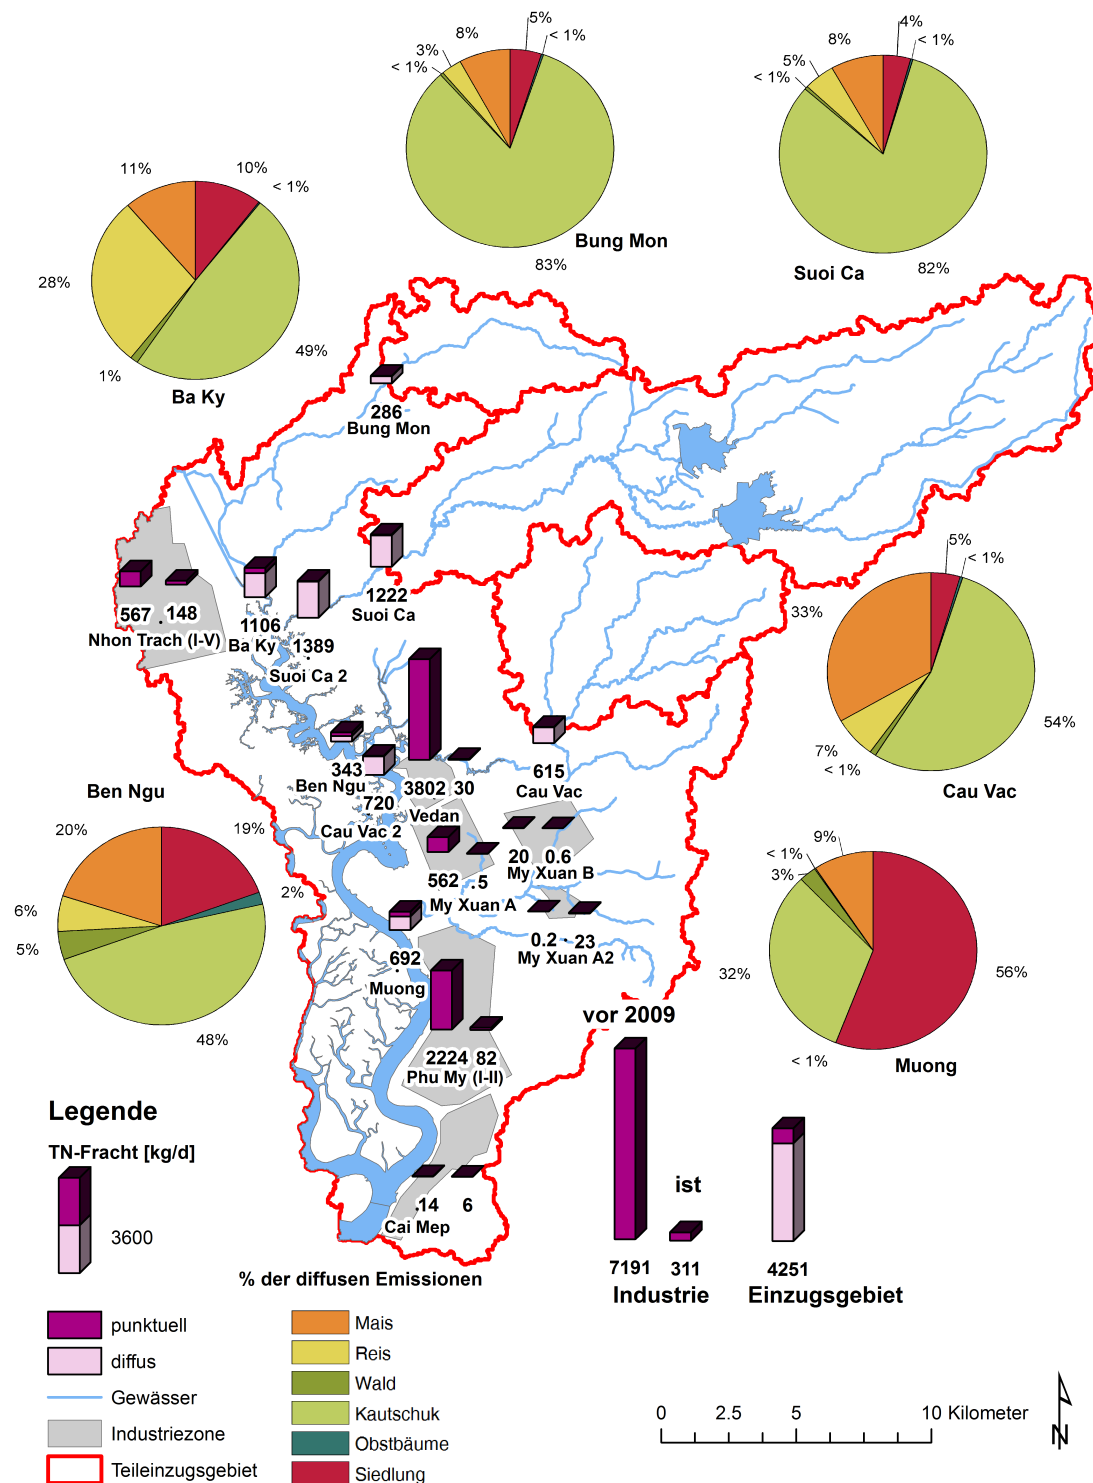 5%
< 1%
8%
3%
< 1%
83%
Bung Mon
4%
< 1%
8%
5%
< 1%
82%
Suoi Ca
11%
10%
< 1%
28%
49%
1%
Ba Ky
286
Bung Mon
1222
Suoi Ca
567
148
Nhon Trach (I-V)
1106
Ba Ky
1389
Suoi Ca 2
5%
< 1%
33%
54%
7%
< 1%
Cau Vac
343
Ben Ngu
720
Cau Vac 2
3802
30
Vedan
615
Cau Vac
Ben Ngu
20%
19%
2%
6%
5%
48%
562
5
My Xuan A
20
0.6
My Xuan B
0.2
23
My Xuan A2
9%
< 1%
3%
32%
56%
< 1%
Muong
692
Muong
2224
82
Phu My (I-II)
14
6
Cai Mep
vor 2009
ist
7191
311
4251
Industrie
Einzugsgebiet
Legende
TN-Fracht [kg/d]
3600
% der diffusen Emissionen
punktuell
diffus
Gewässer
Industriezone
Teileinzugsgebiet
Mais
Reis
Wald
Kautschuk
Obstbäume
Siedlung
0
2.5
5
10 Kilometer
N